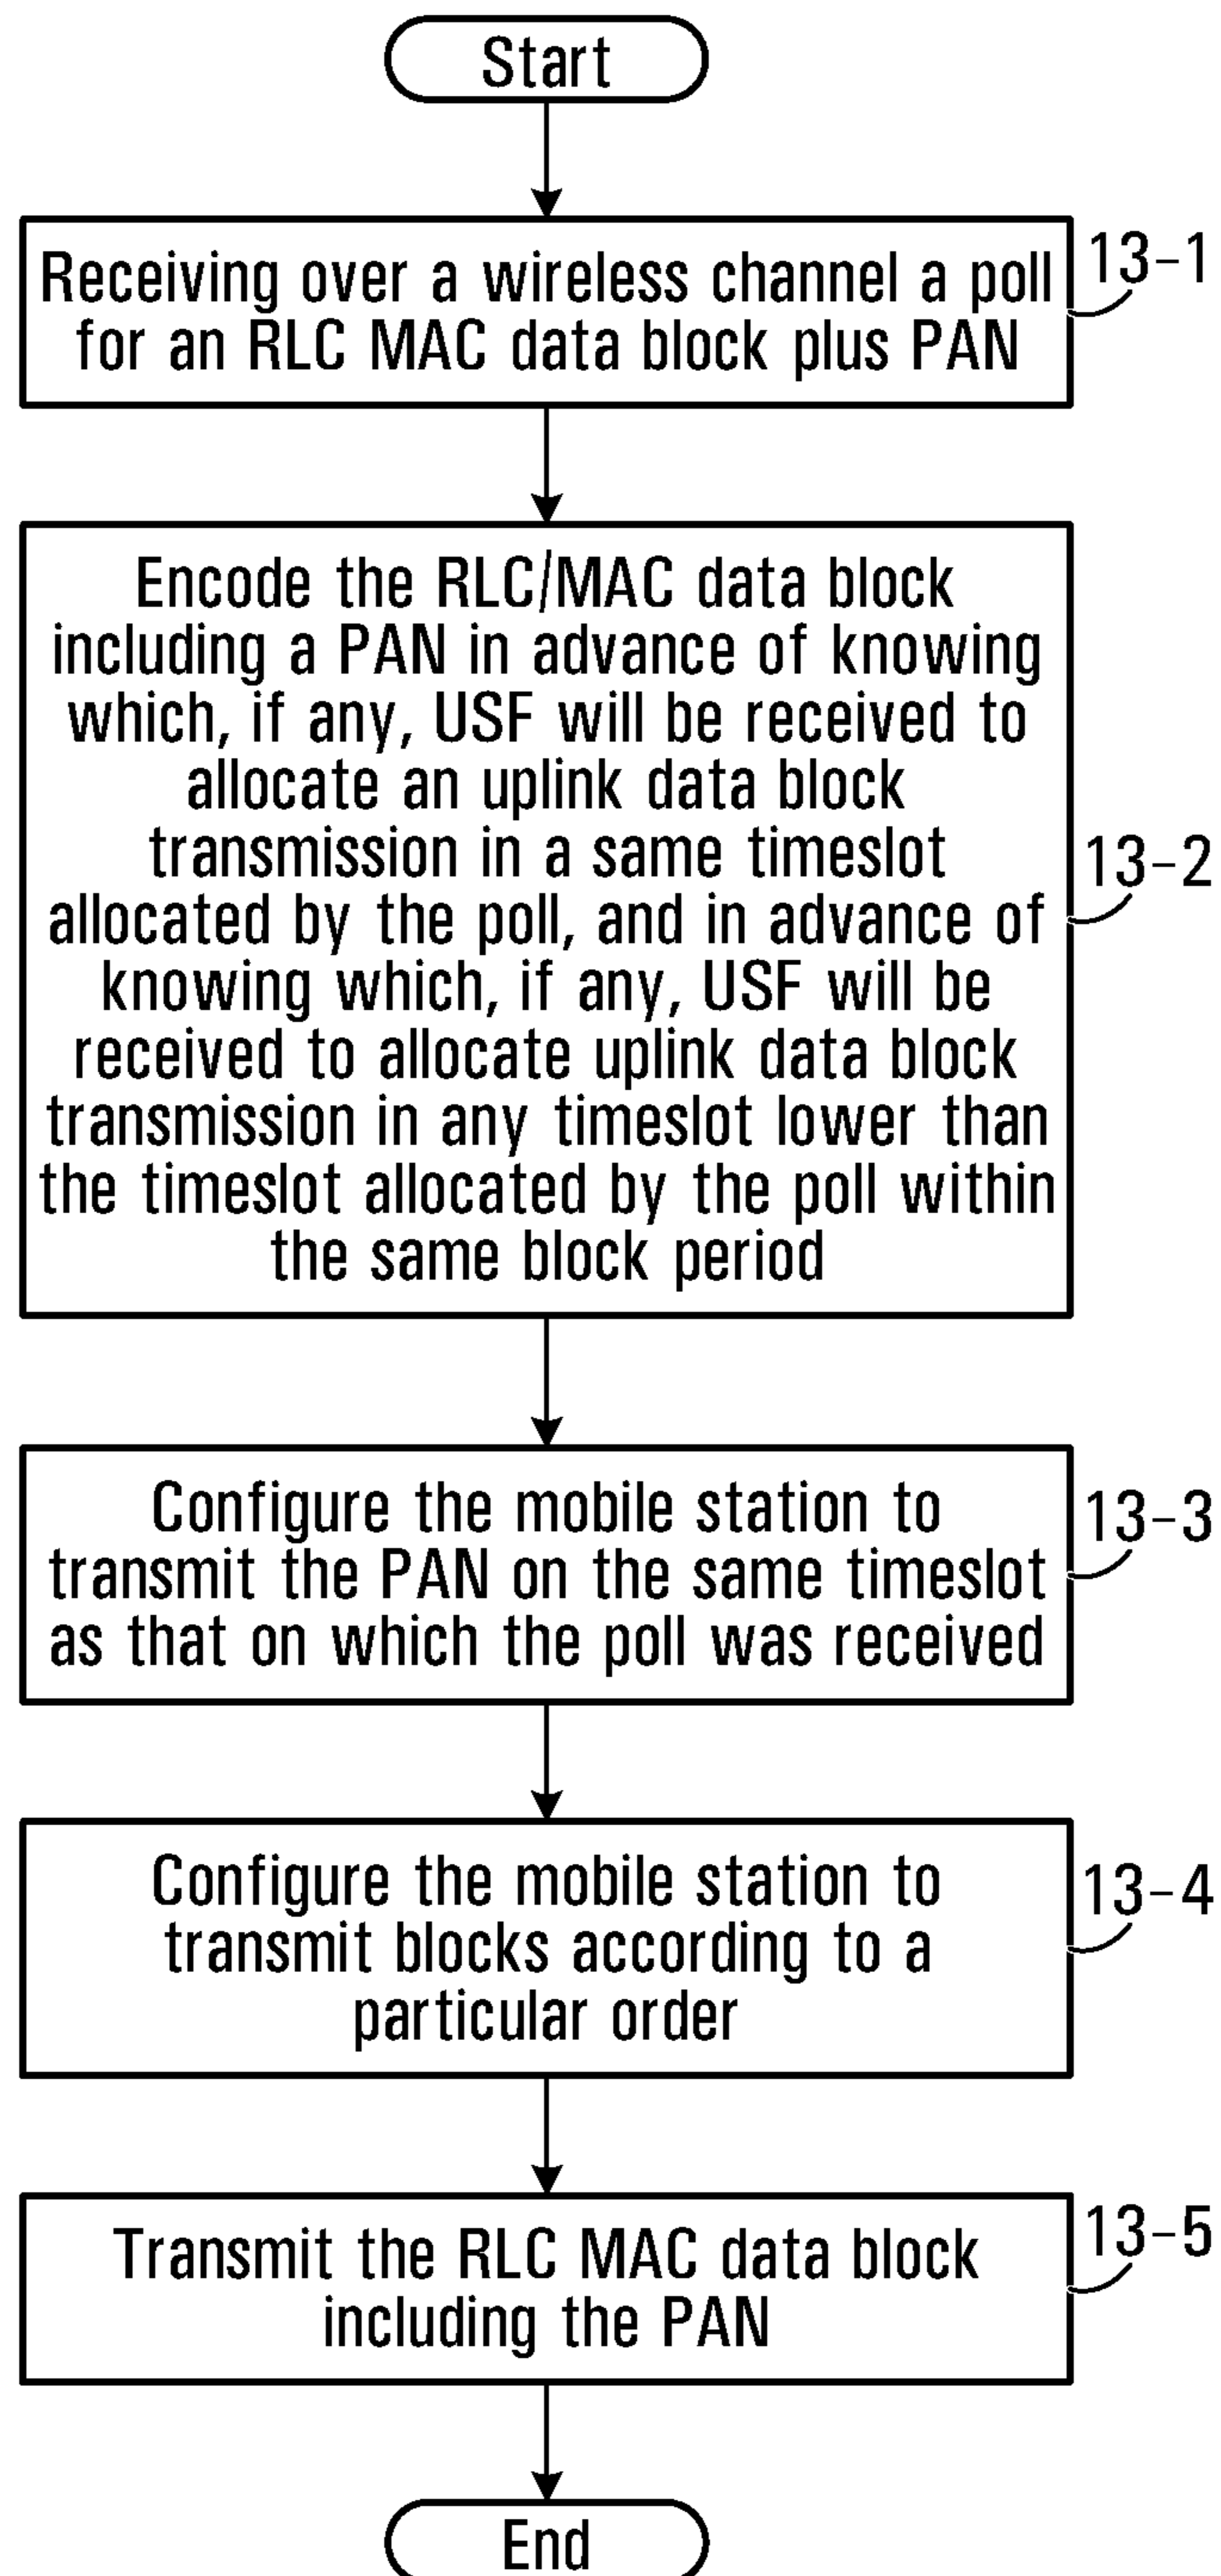 Start
Receiving over a wireless channel a poll
for an RLC MAC data block plus PAN
13-1
Encode the RLC/MAC data block
including a PAN in advance of knowing
which, if any, USF will be received to
allocate an uplink data block
transmission in a same timeslot
allocated by the poll, and in advance of
knowing which, if any, USF will be
received to allocate uplink data block
transmission in any timeslot lower than
the timeslot allocated by the poll within
the same block period
13-2
Configure the mobile station to
transmit the PAN on the same timeslot
as that on which the poll was received
13-3
Configure the mobile station to
transmit blocks according to a
particular order
13-4
Transmit the RLC MAC data block
including the PAN
13-5
End